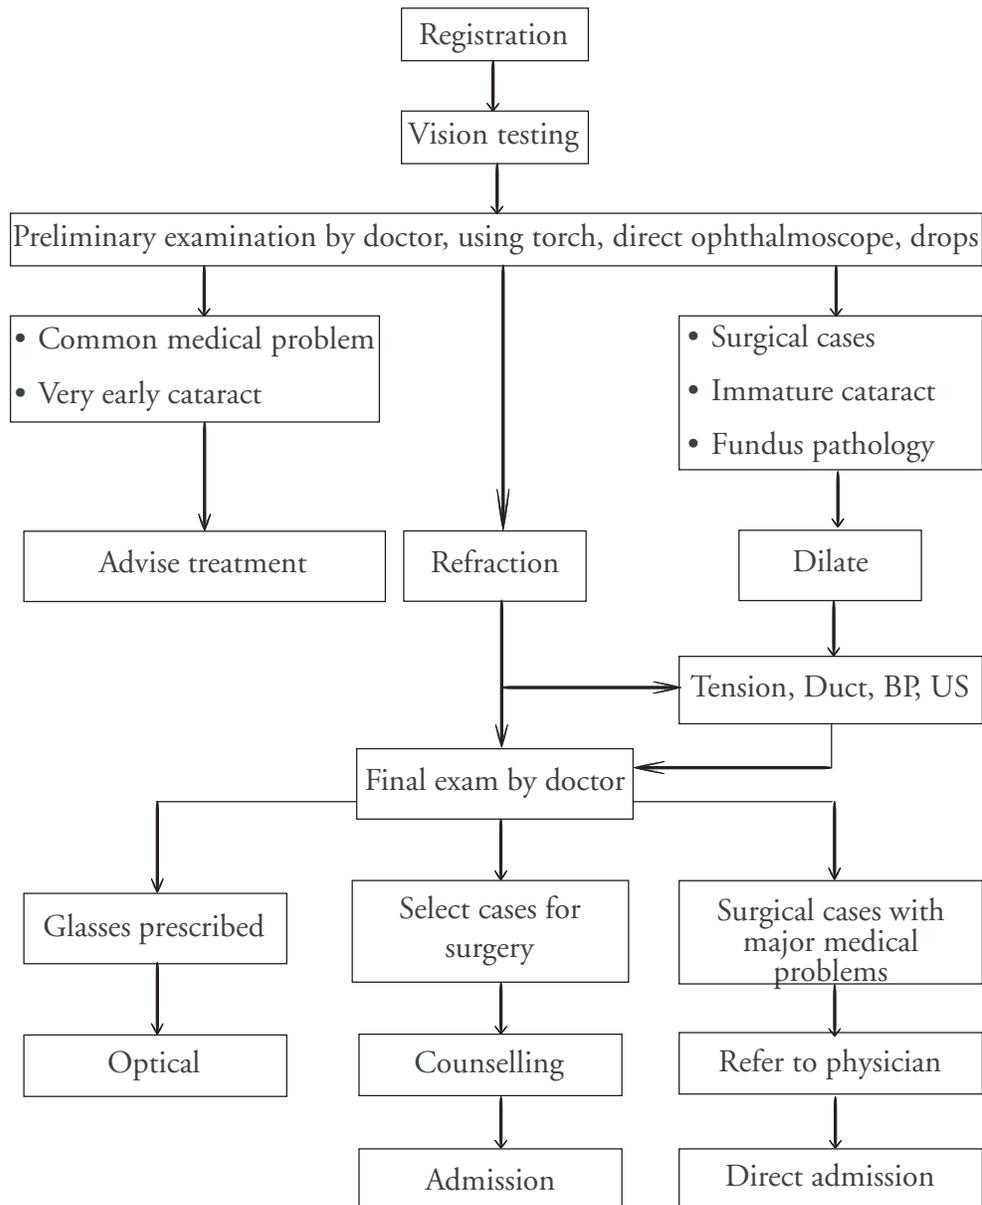 Registration
Vision testing
Preliminary examination by doctor, using torch, direct ophthalmoscope, drops
• Common medical problem
• Very early cataract
• Surgical cases
• Immature cataract
• Fundus pathology
Advise treatment
Refraction
Dilate
Tension, Duct, BP, US
Final exam by doctor
Glasses prescribed
Select cases for
surgery
Surgical cases with
major medical
problems
Optical
Counselling
Refer to physician
Admission
Direct admission